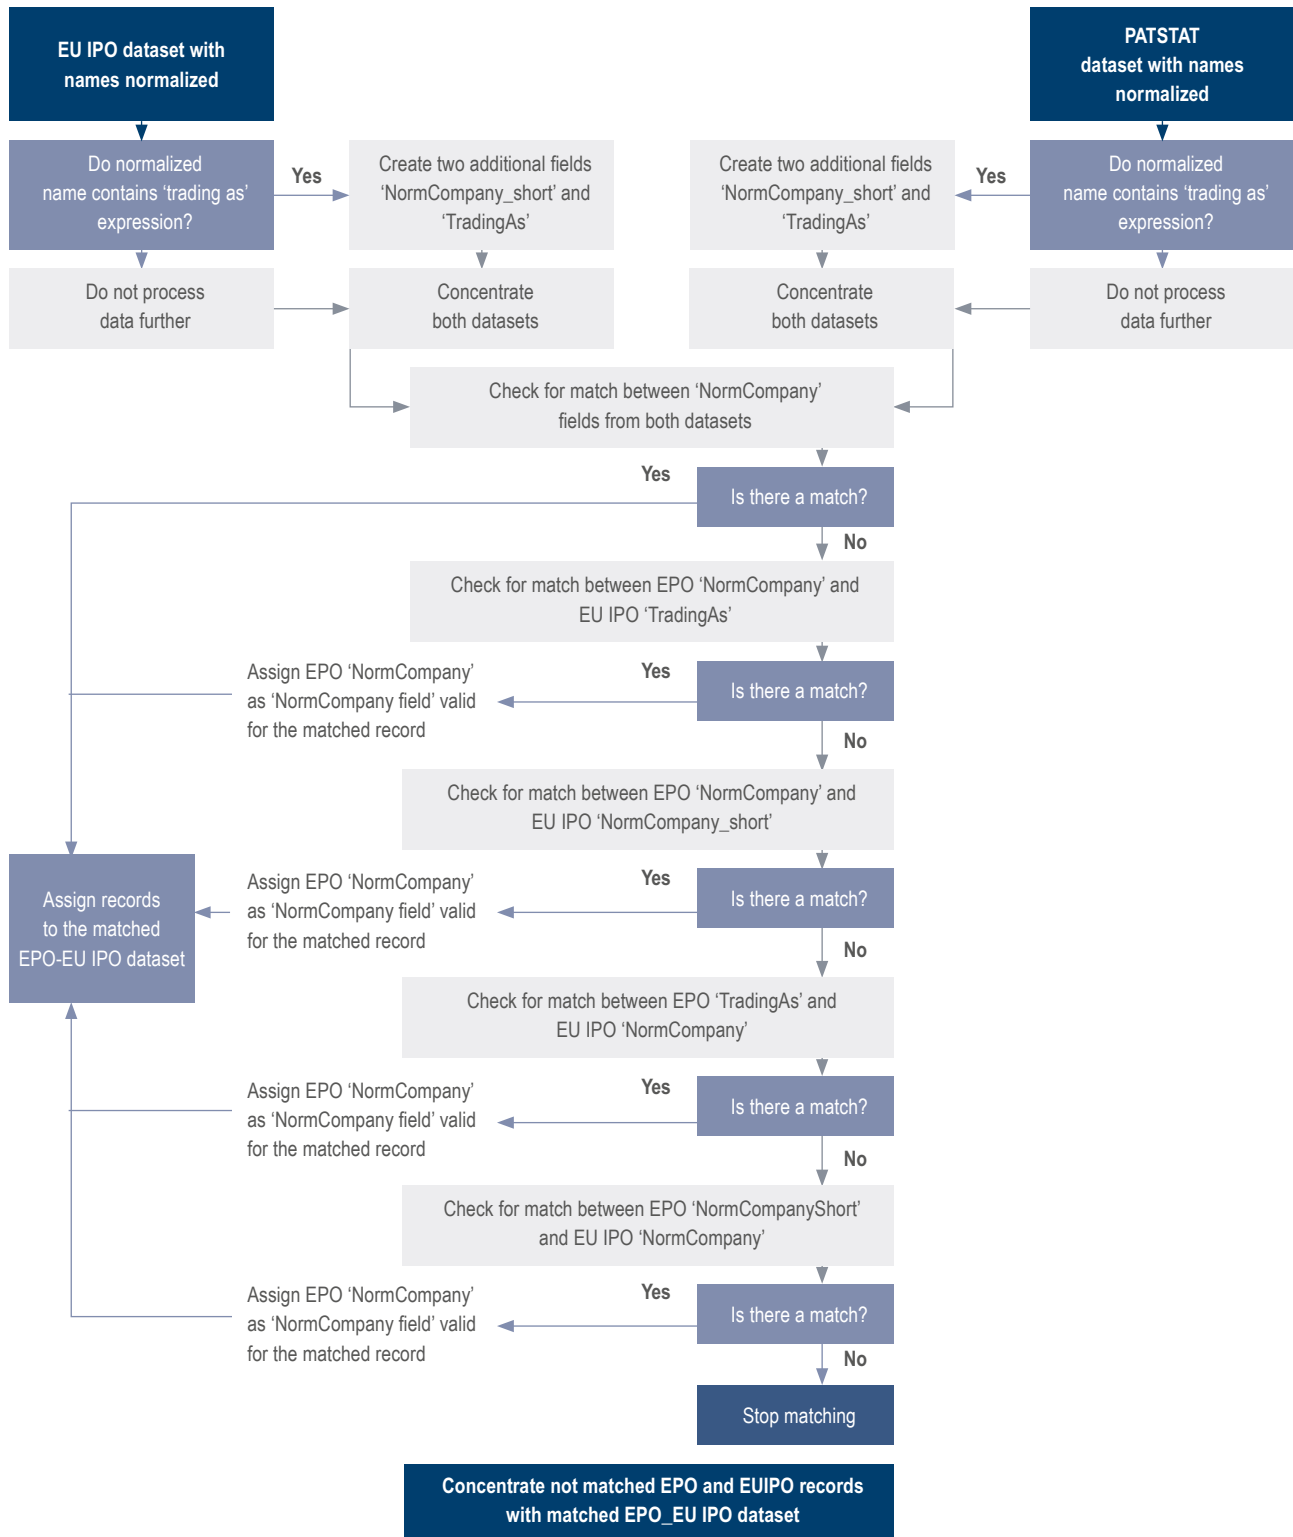 EU IPO dataset with
names normalized
PATSTAT
dataset with names
normalized
Do normalized
name contains ‘trading as’
expression?
Yes
Create two additional fields
‘NormCompany_short’ and
‘TradingAs’
Create two additional fields
‘NormCompany_short’ and
‘TradingAs’
Yes
Do normalized
name contains ‘trading as’
expression?
Do not process
data further
Concentrate
both datasets
Concentrate
both datasets
Do not process
data further
Check for match between ‘NormCompany’
fields from both datasets
Yes
Is there a match?
No
Check for match between EPO ‘NormCompany’ and
EU IPO ‘TradingAs’
Assign EPO ‘NormCompany’
as ‘NormCompany field’ valid
for the matched record
Yes
Is there a match?
No
Check for match between EPO ‘NormCompany’ and
EU IPO ‘NormCompany_short’
Assign records
to the matched
EPO-EU IPO dataset
Assign EPO ‘NormCompany’
as ‘NormCompany field’ valid
for the matched record
Yes
Is there a match?
No
Check for match between EPO ‘TradingAs’ and
EU IPO ‘NormCompany’
Assign EPO ‘NormCompany’
as ‘NormCompany field’ valid
for the matched record
Yes
Is there a match?
No
Check for match between EPO ‘NormCompanyShort’
and EU IPO ‘NormCompany’
Assign EPO ‘NormCompany’
as ‘NormCompany field’ valid
for the matched record
Yes
Is there a match?
No
Stop matching
Concentrate not matched EPO and EUIPO records
with matched EPO_EU IPO dataset